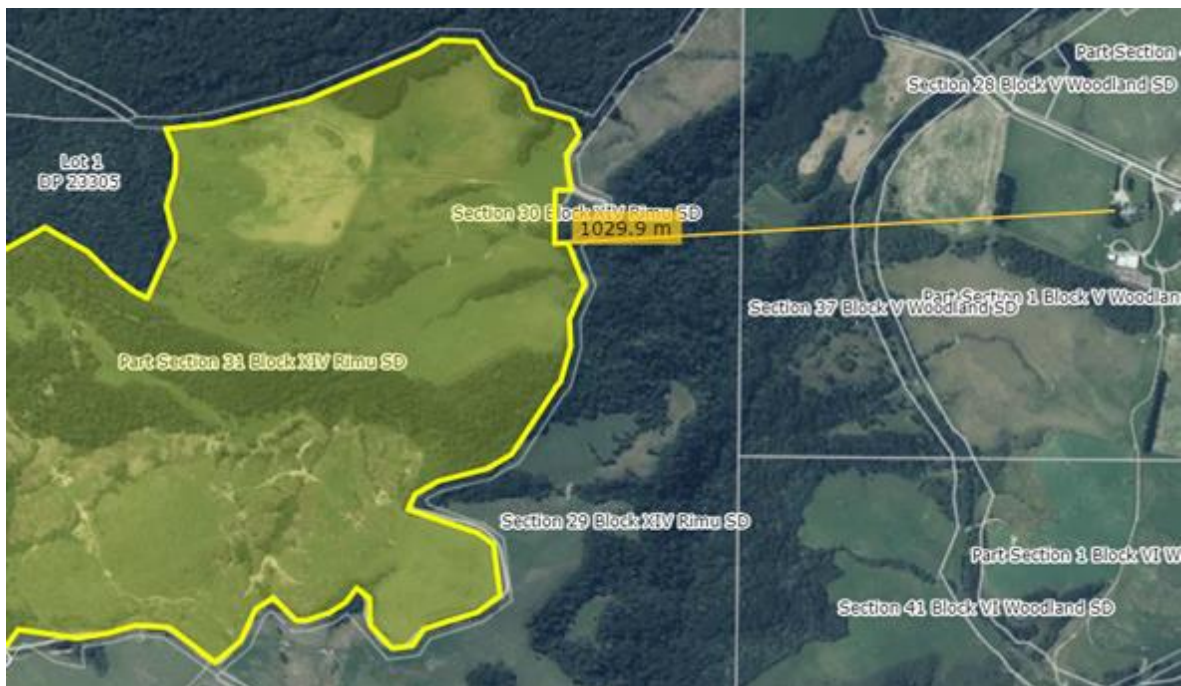 Part Section
Section 28 Block V Woodland SD
Lot 1
DP 23305
Section 30 Block XIV Rimu SD
1029.9 m
Section 37 Block V Woodland SD
Part Section 1 Block V Woodlan
Part Section 31 Block XIV Rimu SD
Section 29 Block XIV Rimu SD
Part Section 1 Block VI W
Section 41 Block VI Woodland SD